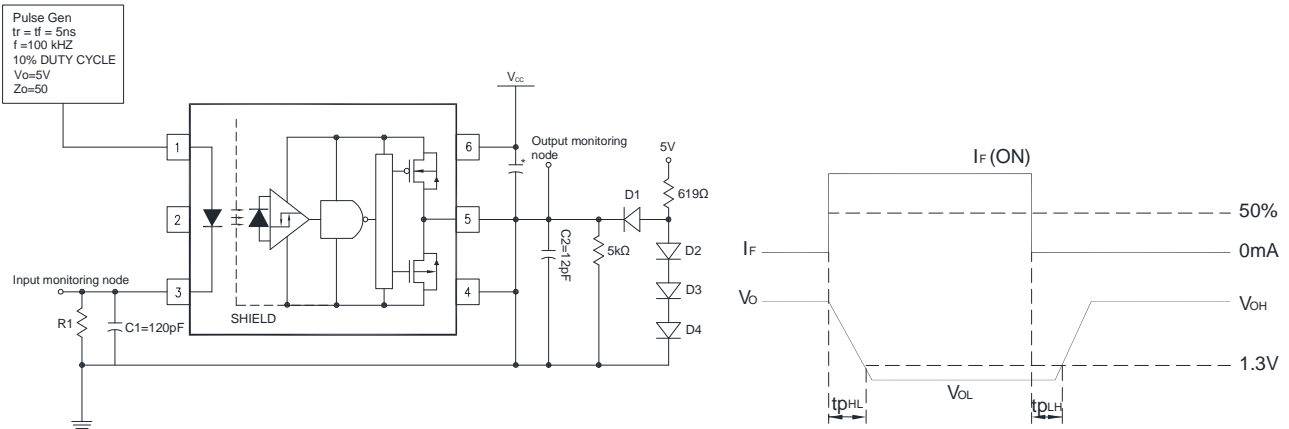 Pulse Gen
tr = tf = 5ns
f =100 kHZ
10% DUTY CYCLE
Vo=5V
Zo=50
1
2
3
SHIELD
6
5
4
Vcc
*
Output monitoring
node
5V
619Ω
D1
C2=12pF
5kΩ
D2
D3
D4
Input monitoring node
R1
C1=120pF
IF (ON)
50%
IF
0mA
VO
VOH
1.3V
VOL
tpHL
tpLH